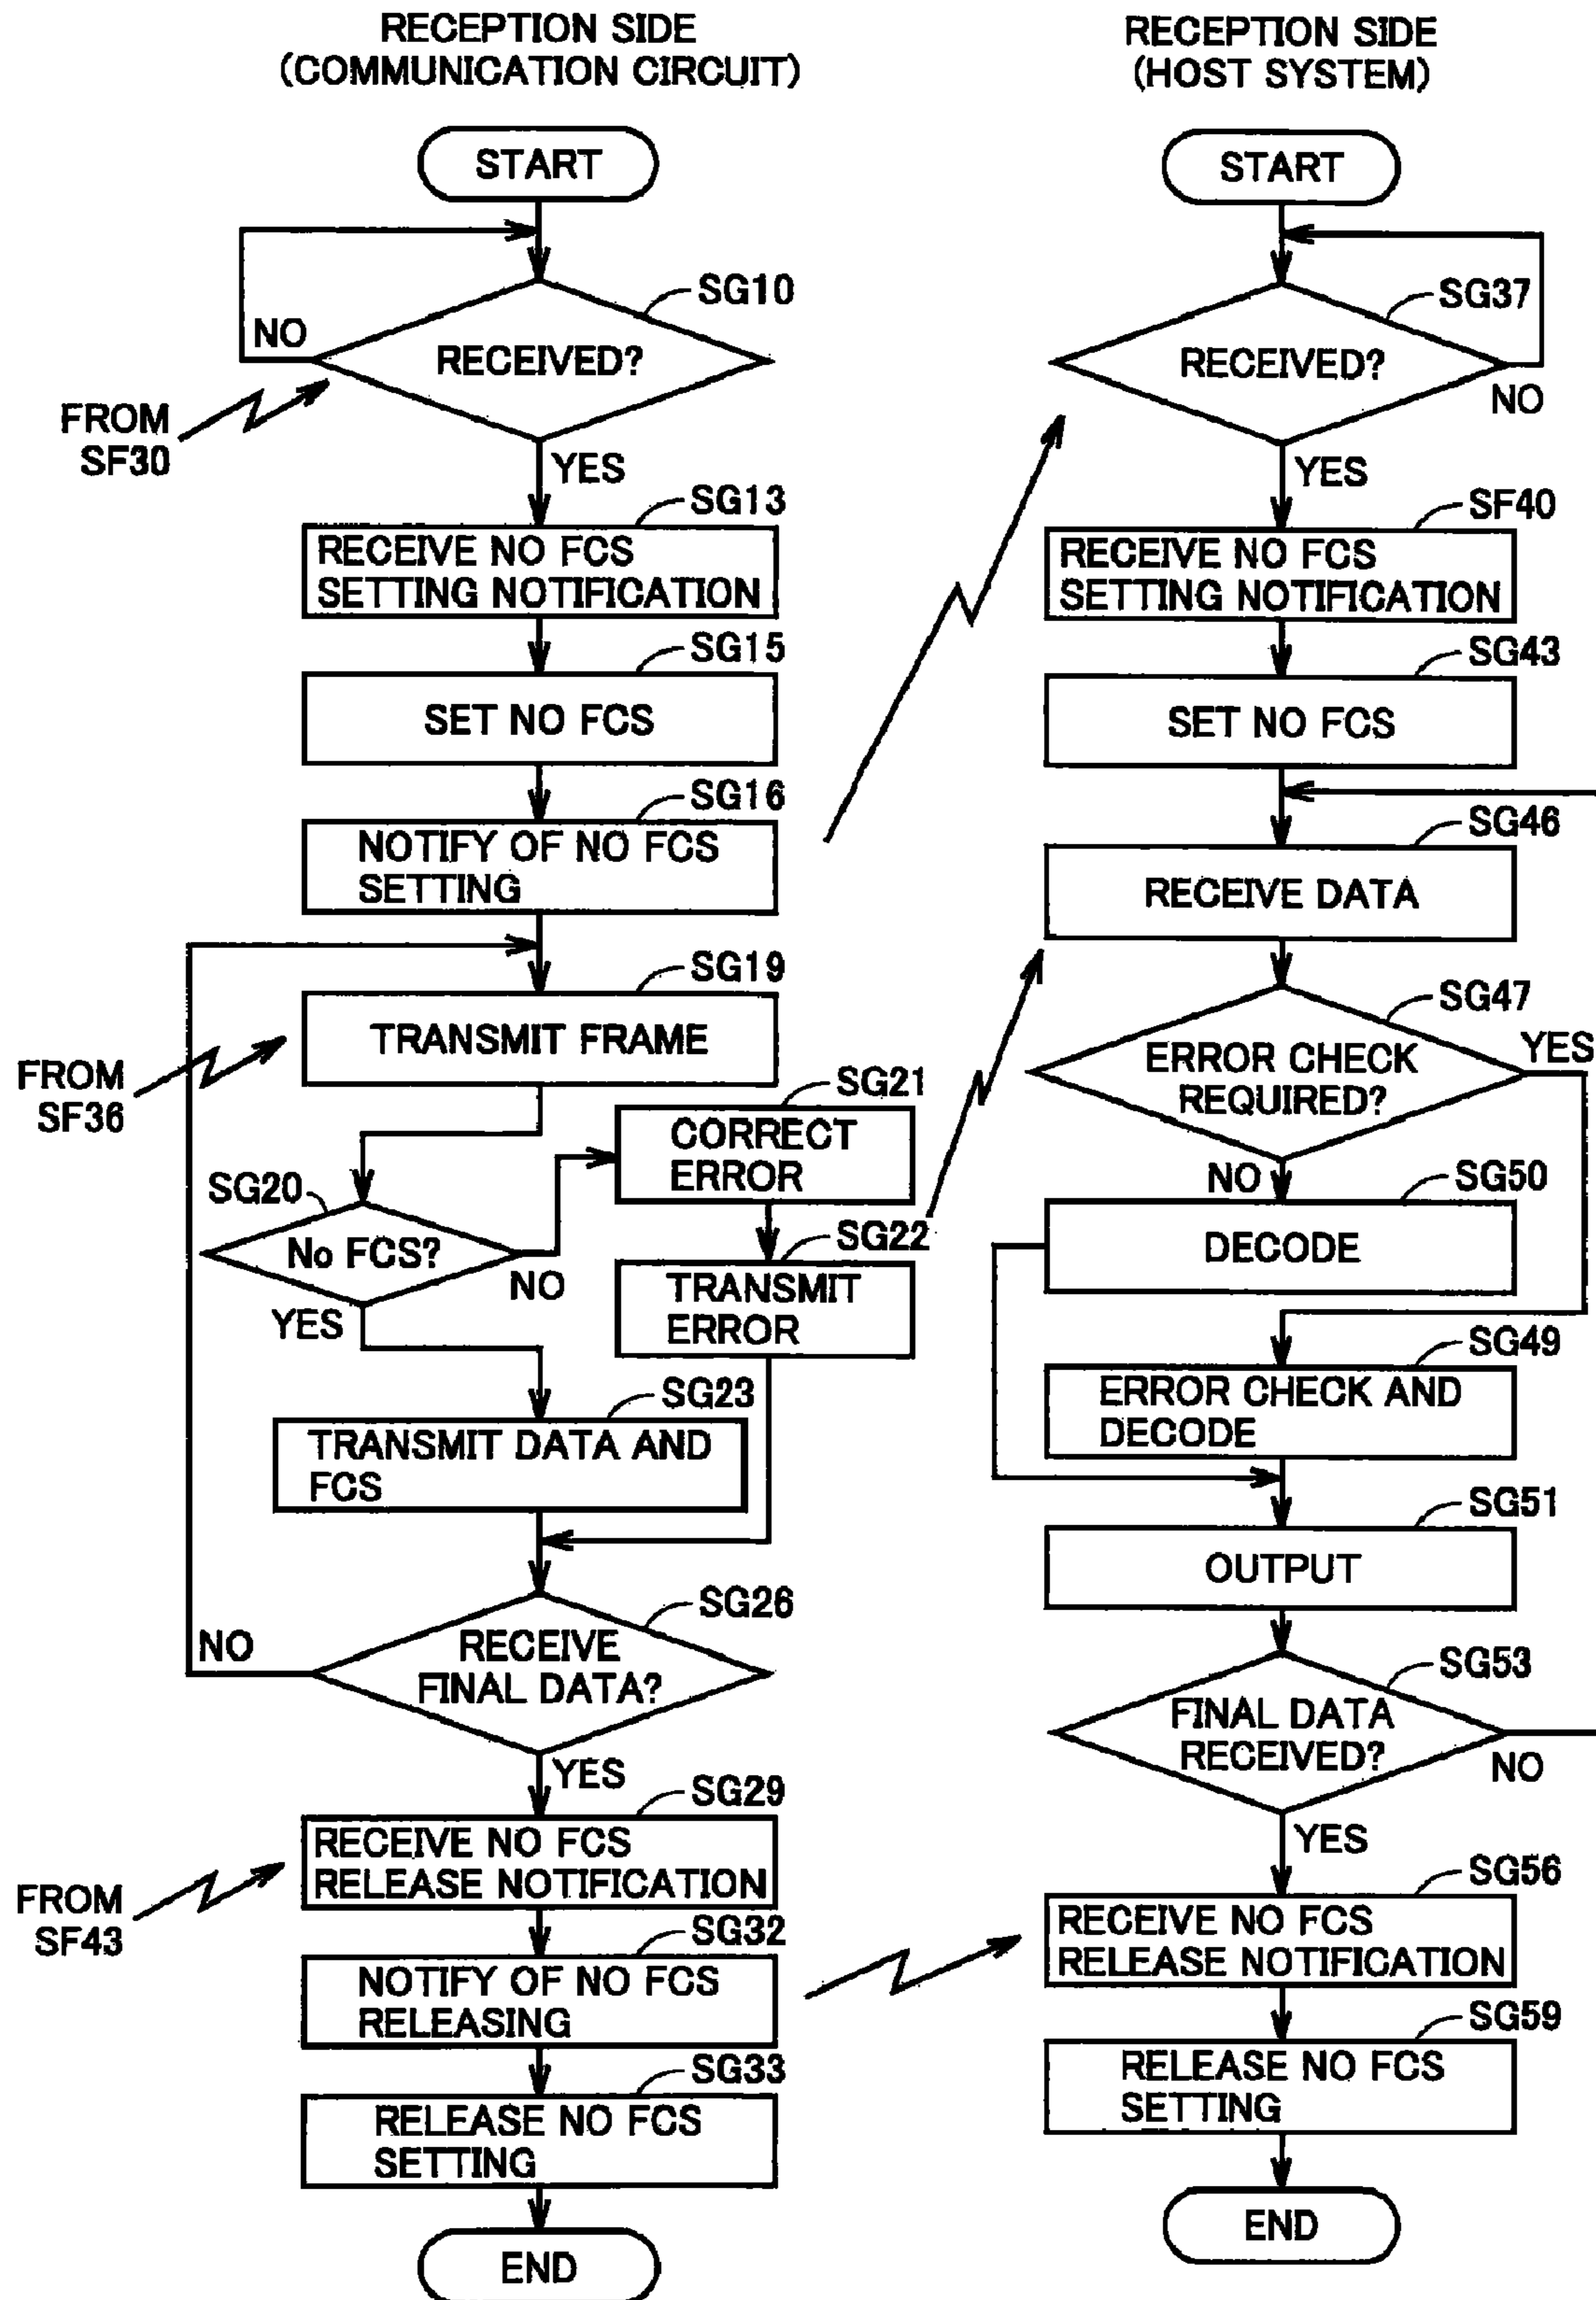 RECEPTION SIDE
(COMMUNICATION CIRCUIT)
START
SG10
NO
RECEIVED?
FROM
SF30
YES
SG13
RECEIVE NO FCS
SETTING NOTIFICATION
SG15
SET NO FCS
SG16
NOTIFY OF NO FCS
SETTING
SG19
TRANSMIT FRAME
FROM
SF36
SG21
CORRECT
ERROR
SG20
No FCS?
NO
YES
SG22
TRANSMIT
ERROR
SG23
TRANSMIT DATA AND
FCS
SG26
NO
RECEIVE
FINAL DATA?
YES
SG29
RECEIVE NO FCS
RELEASE NOTIFICATION
FROM
SF43
SG32
NOTIFY OF NO FCS
RELEASING
SG33
RELEASE NO FCS
SETTING
END
RECEPTION SIDE
(HOST SYSTEM)
START
SG37
RECEIVED?
NO
YES
SF40
RECEIVE NO FCS
SETTING NOTIFICATION
SG43
SET NO FCS
SG46
RECEIVE DATA
SG47
YES
ERROR CHECK
REQUIRED?
NO
SG50
DECODE
SG49
ERROR CHECK AND
DECODE
SG51
OUTPUT
SG53
FINAL DATA
RECEIVED?
NO
YES
SG56
RECEIVE NO FCS
RELEASE NOTIFICATION
SG59
RELEASE NO FCS
SETTING
END